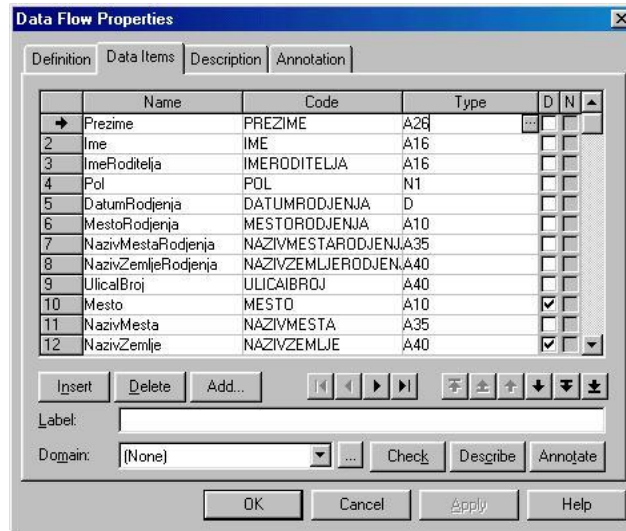 Data Flow Properties
Definition Data Items Description Annotation
Name Code Type D N
Prezime PREZIME A26
2 Ime IME A16
3 ImeRoditelja IMERODITELJA A16
4 Pol POL N1
5 DatumRodjenja DATUMRODJENJA D
6 MestoRodjenja MESTORODJENJA A10
7 NazivMestaRodjenja NAZIVMESTARODJENJ A35
8 NazivZemljeRodjenja NAZIVZEMLJERODJEN A40
9 UlicaIBroj ULICAIBROJ A40
10 Mesto MESTO A10
11 NazivMesta NAZIVMESTA A35
12 NazivZemlje NAZIVZEMLJE A40
Insert Delete Add...
Label:
Domain: (None) ... Check Describe Annotate
OK Cancel Apply Help